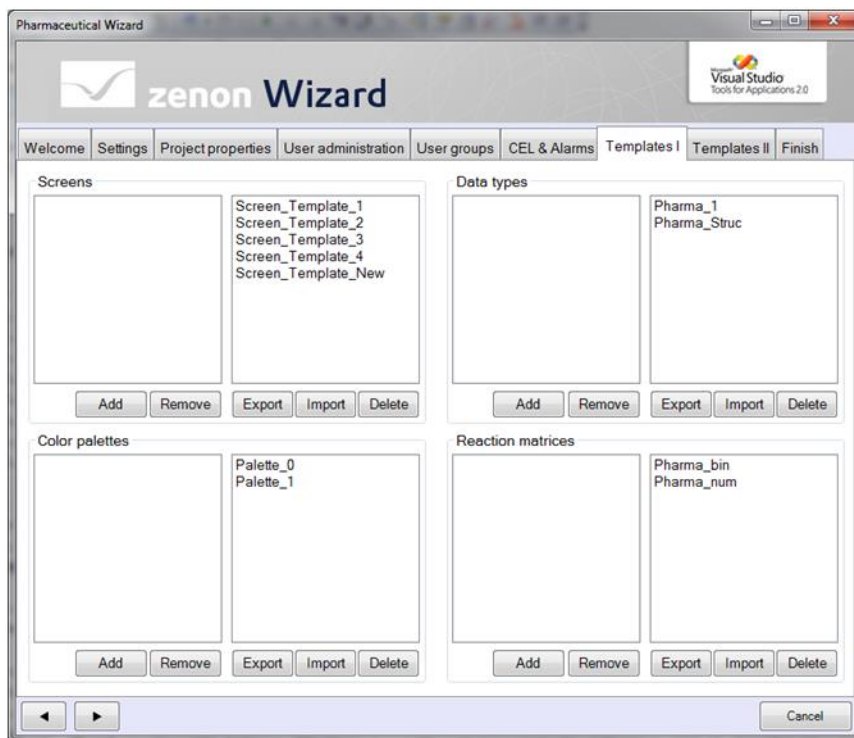 Pharmaceutical Wizard
zenon Wizard
Microsoft
Visual Studio
Tools for Applications 2.0
Welcome Settings Project properties User administration User groups CEL & Alarms Templates I Templates II Finish
Screens
Screen_Template_1
Screen_Template_2
Screen_Template_3
Screen_Template_4
Screen_Template_New
Add Remove Export Import Delete
Data types
Pharma_1
Pharma_Struc
Add Remove Export Import Delete
Color palettes
Palette_0
Palette_1
Add Remove Export Import Delete
Reaction matrices
Pharma_bin
Pharma_num
Add Remove Export Import Delete
Cancel